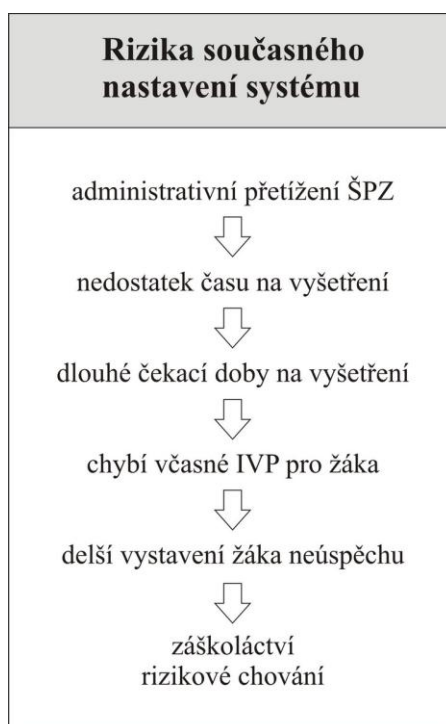 Rizika současného
nastavení systému
administrativní přetížení ŠPZ
nedostatek času na vyšetření
dlouhé čekací doby na vyšetření
chybí včasné IVP pro žáka
delší vystavení žáka neúspěchu
záškoláctví
rizikové chování